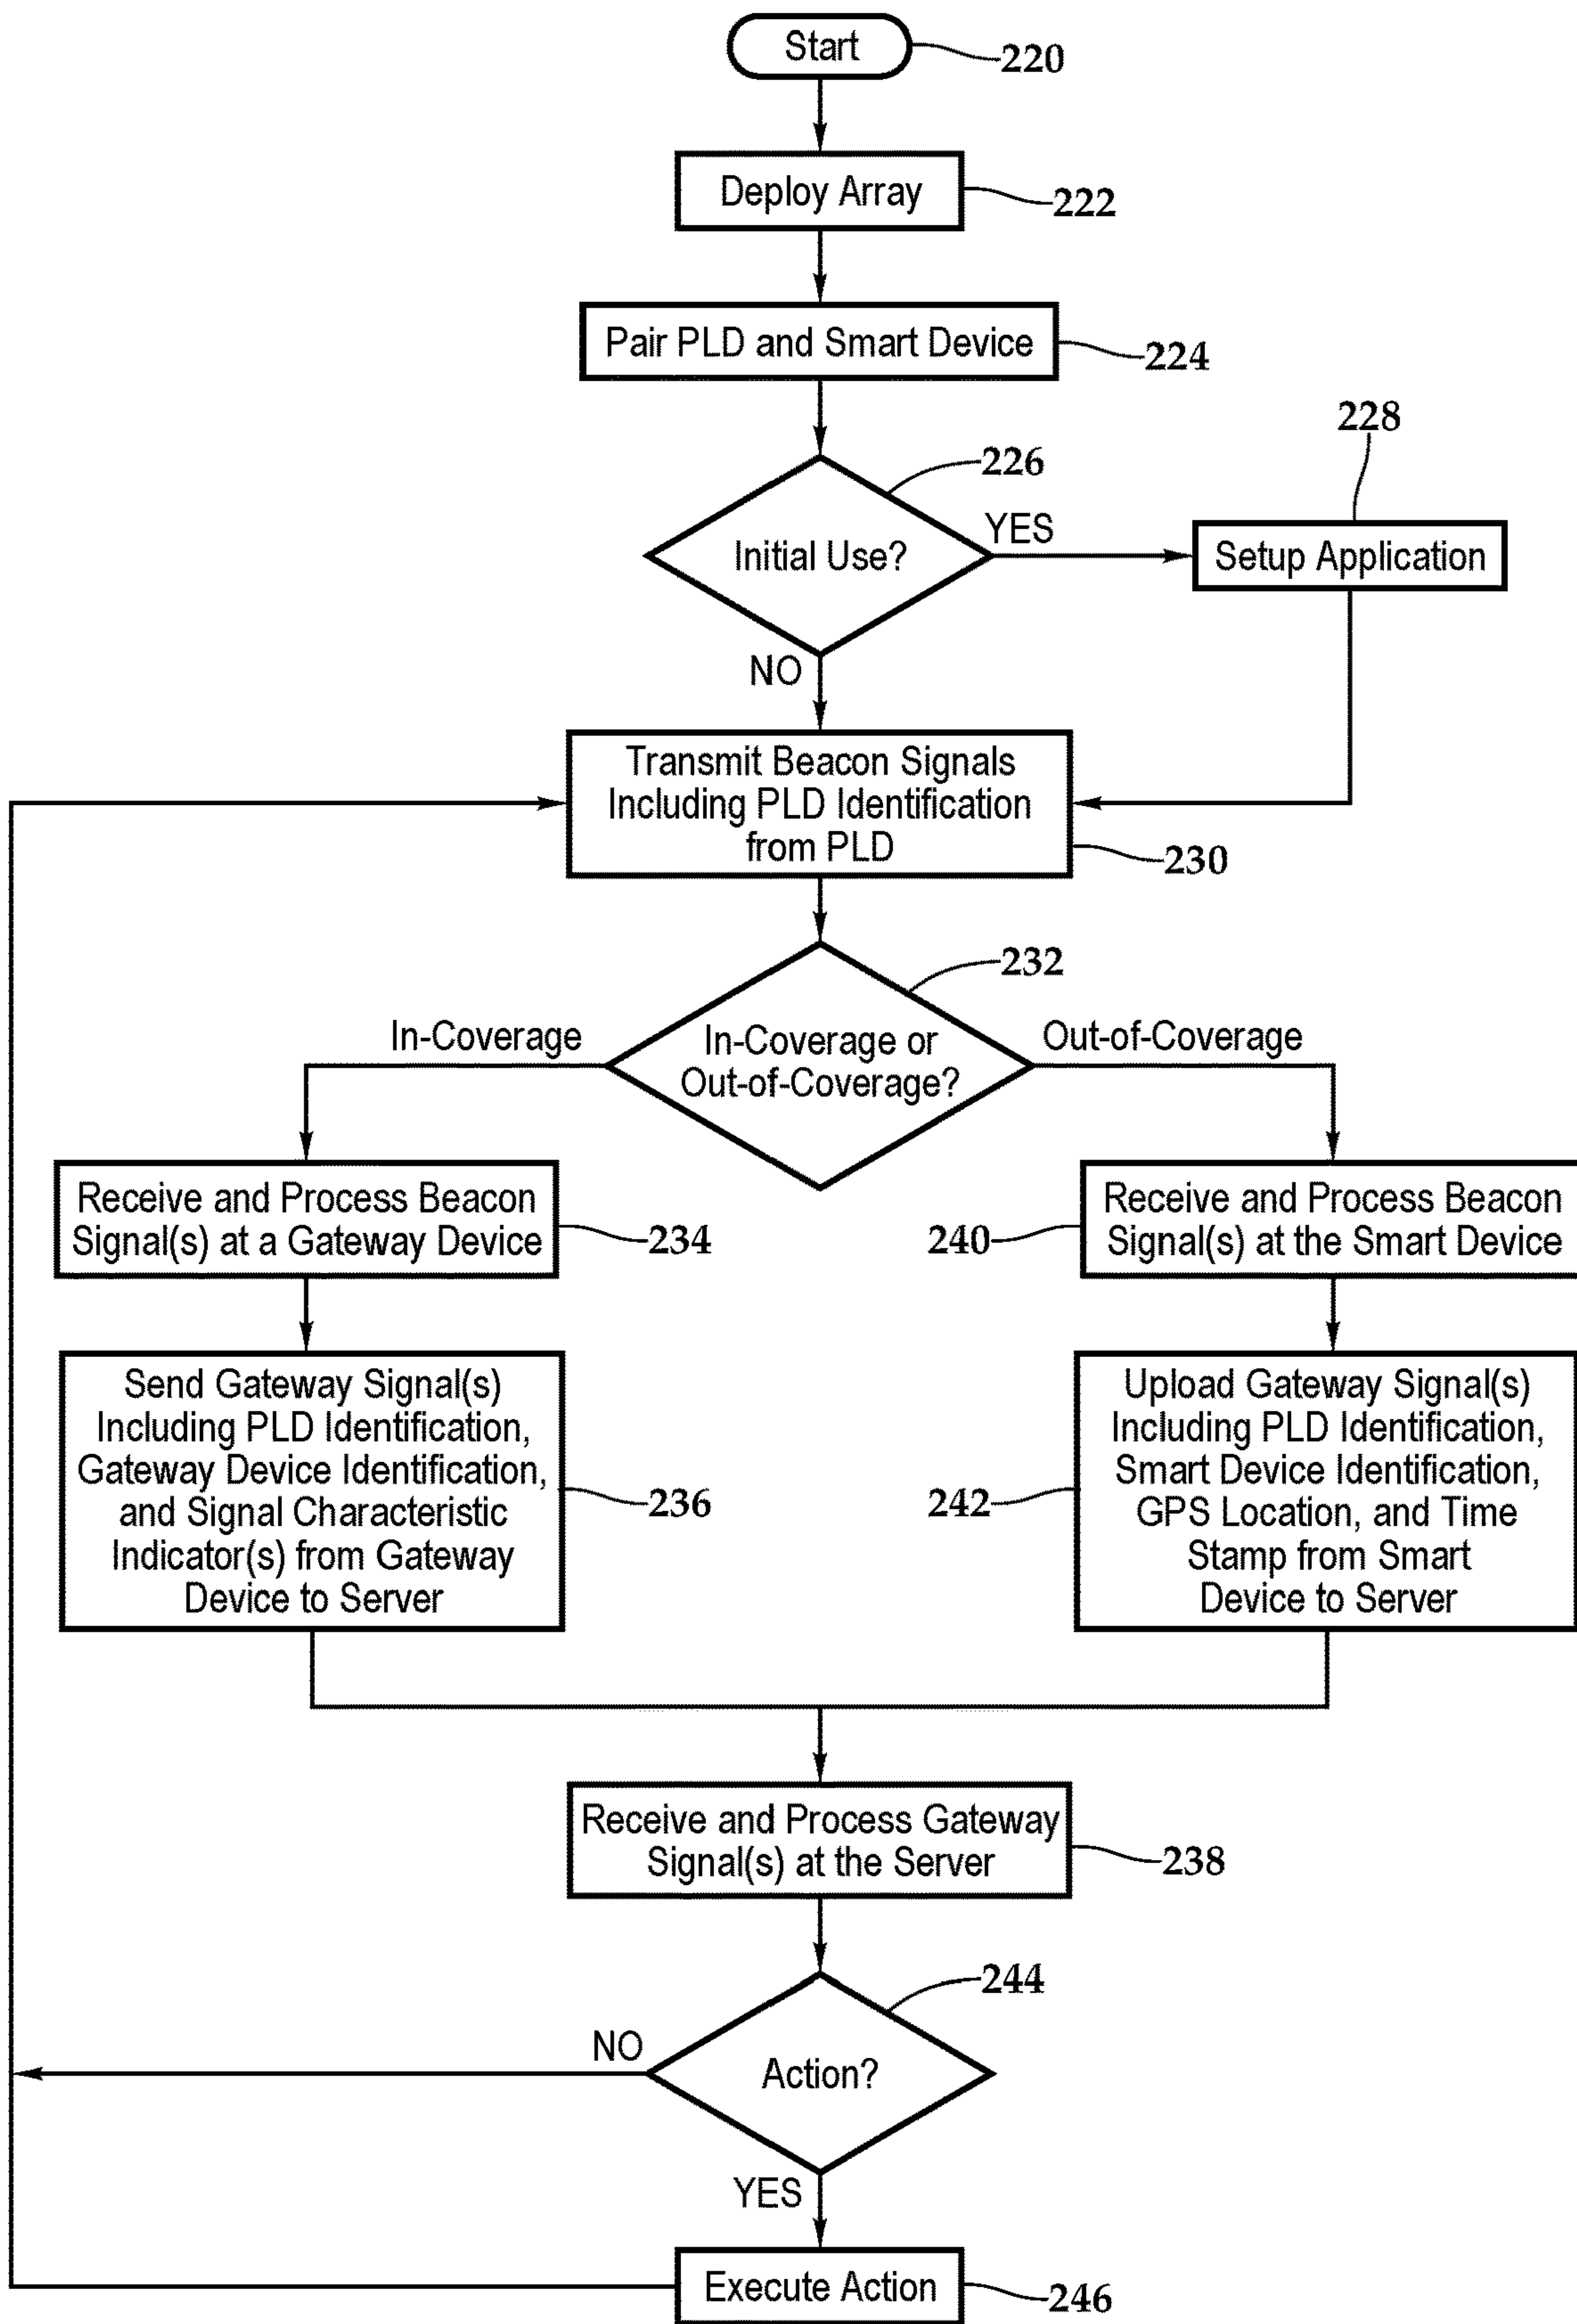 Start
220
Deploy Array
222
Pair PLD and Smart Device
224
228
226
YES
Initial Use?
Setup Application
NO
Transmit Beacon Signals
Including PLD Identification
from PLD
230
232
In-Coverage
Out-of-Coverage
In-Coverage or
Out-of-Coverage?
Receive and Process Beacon
Signal(s) at a Gateway Device
234
240
Receive and Process Beacon
Signal(s) at the Smart Device
Send Gateway Signal(s)
Including PLD Identification,
Gateway Device Identification,
and Signal Characteristic
Indicator(s) from Gateway
Device to Server
236
242
Upload Gateway Signal(s)
Including PLD Identification,
Smart Device Identification,
GPS Location, and Time
Stamp from Smart
Device to Server
Receive and Process Gateway
Signal(s) at the Server
238
244
NO
Action?
YES
Execute Action
246